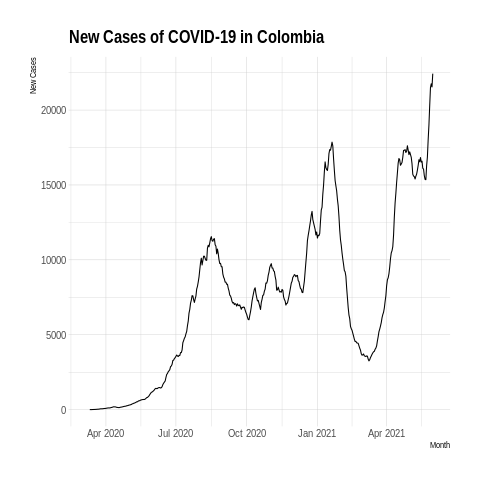 New Cases of COVID-19 in Colombia
New Cases
20000
15000
10000
5000
0
Apr 2020 Jul 2020 Oct 2020 Jan 2021 Apr 2021
Month